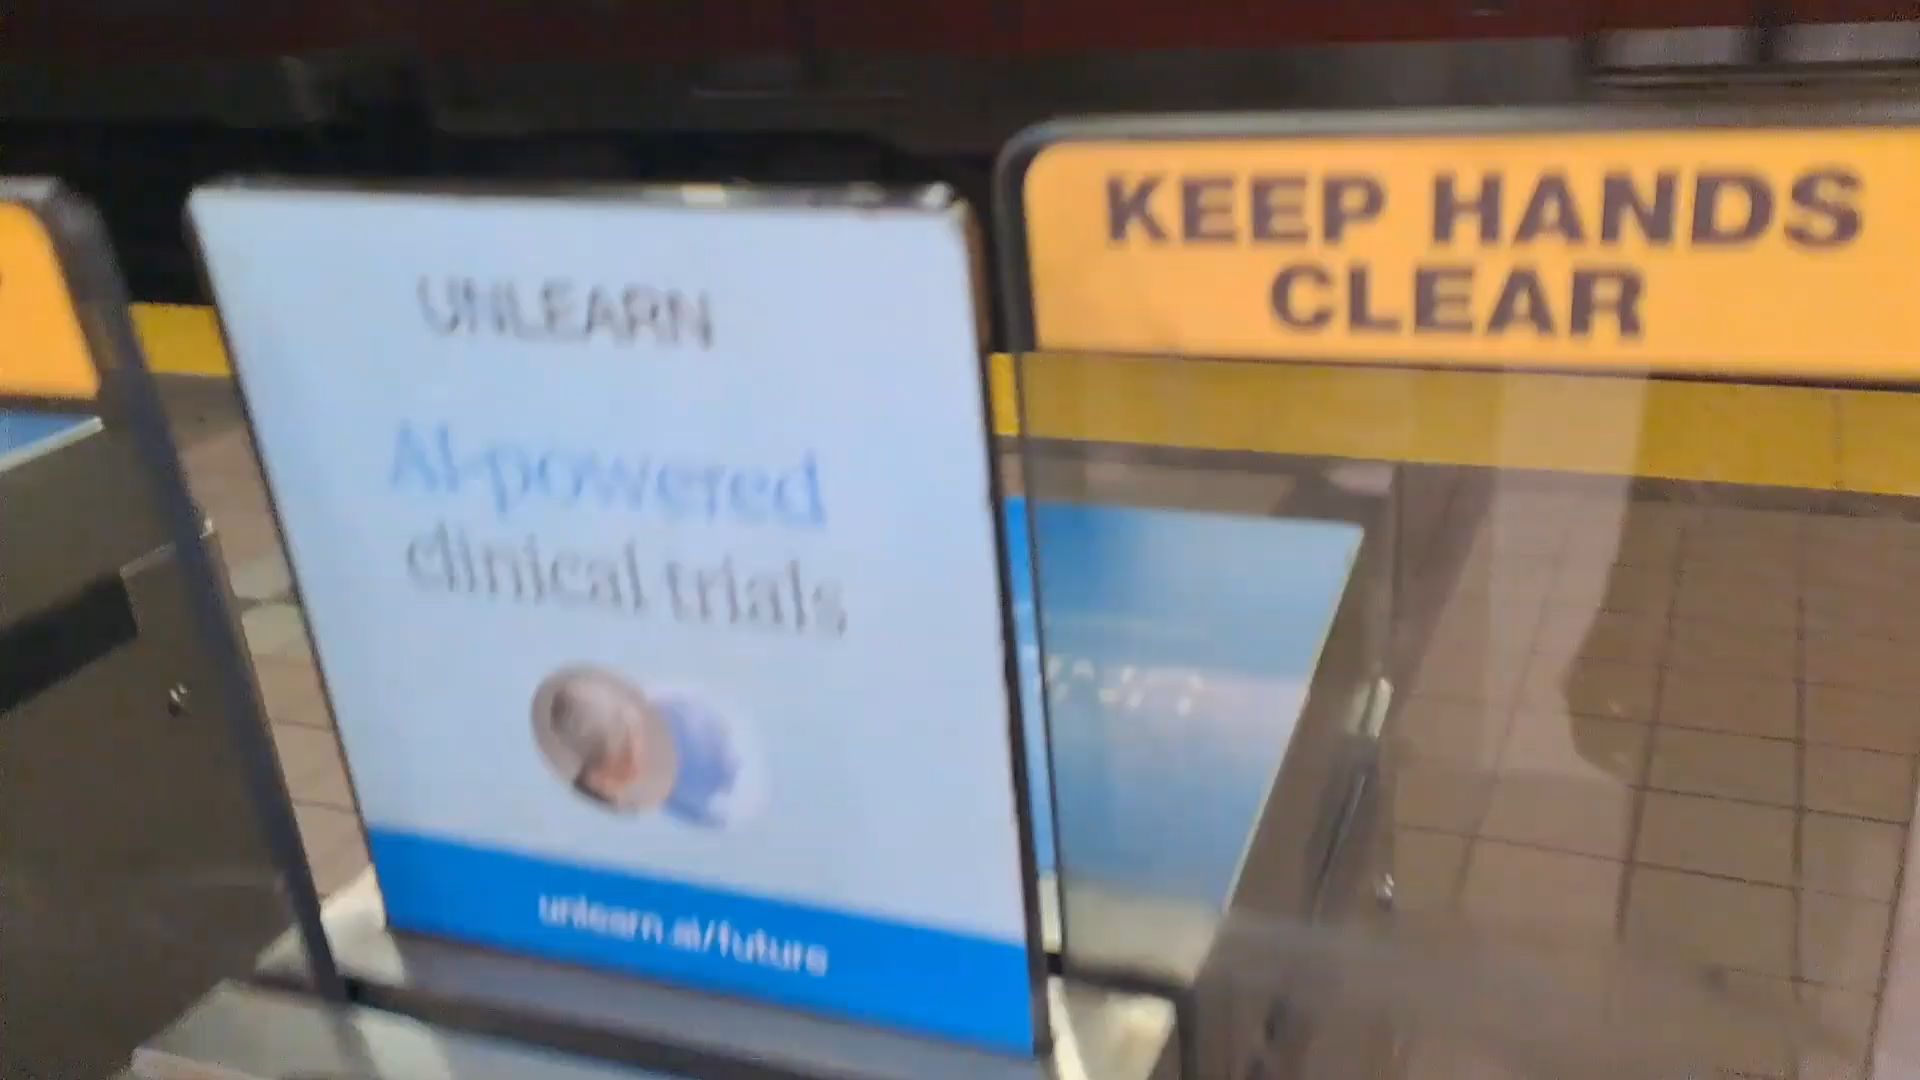 UNLEARN
AI-powered
clinical trials
unlearn.ai/future
KEEP HANDS
CLEAR